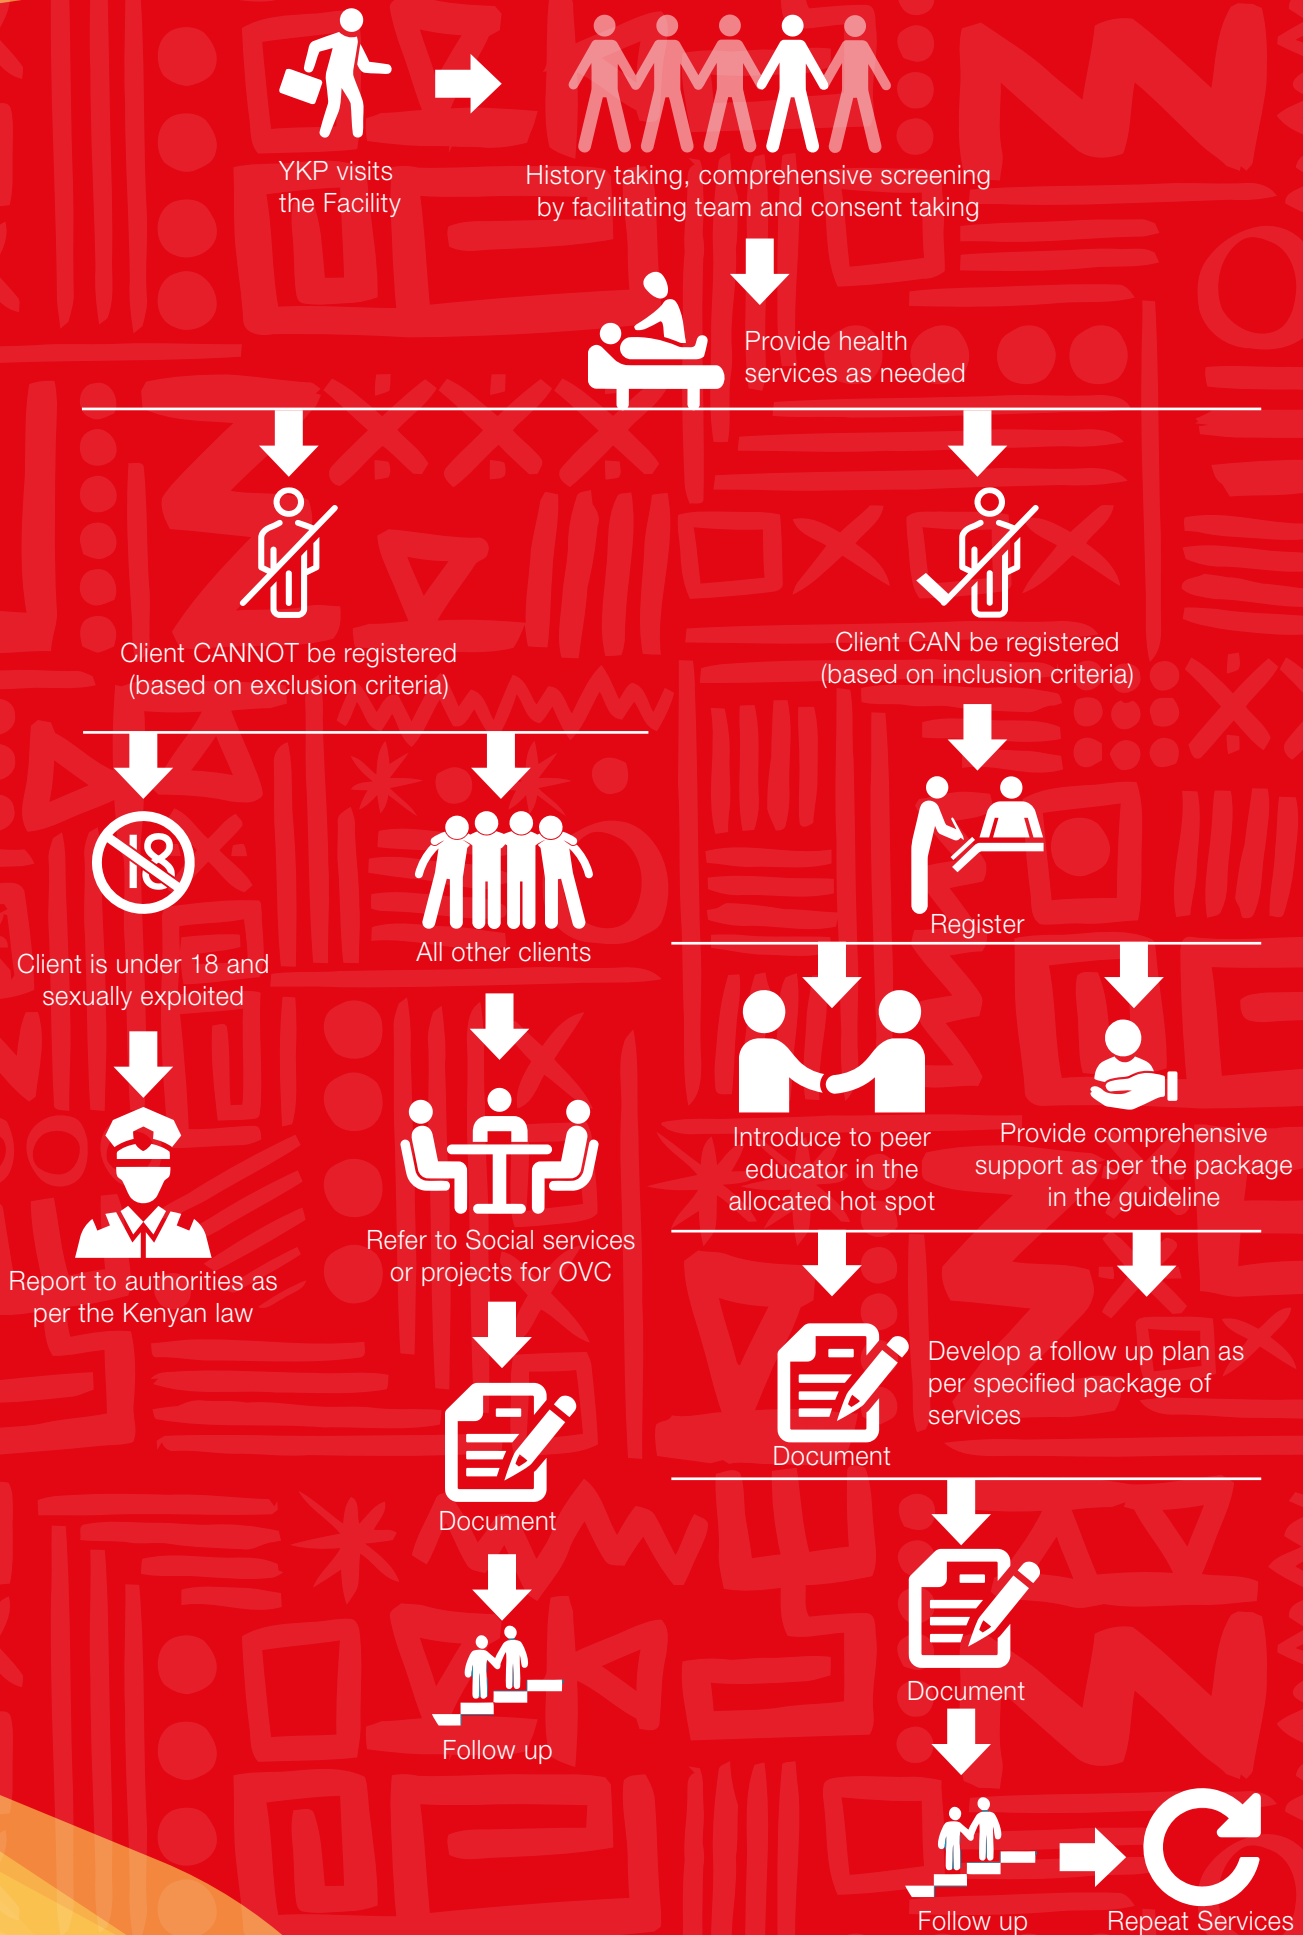 YKP visits
the Facility
History taking, comprehensive screening
by facilitating team and consent taking
Provide health
services as needed
Client CANNOT be registered
(based on exclusion criteria)
Client CAN be registered
(based on inclusion criteria)
18
Client is under 18 and
sexually exploited
All other clients
Register
Report to authorities as
per the Kenyan law
Refer to Social services
or projects for OVC
Introduce to peer
educator in the
allocated hot spot
Provide comprehensive
support as per the package
in the guideline
Document
Follow up
Document
Develop a follow up plan as
per specified package of
services
Document
Follow up
Repeat Services